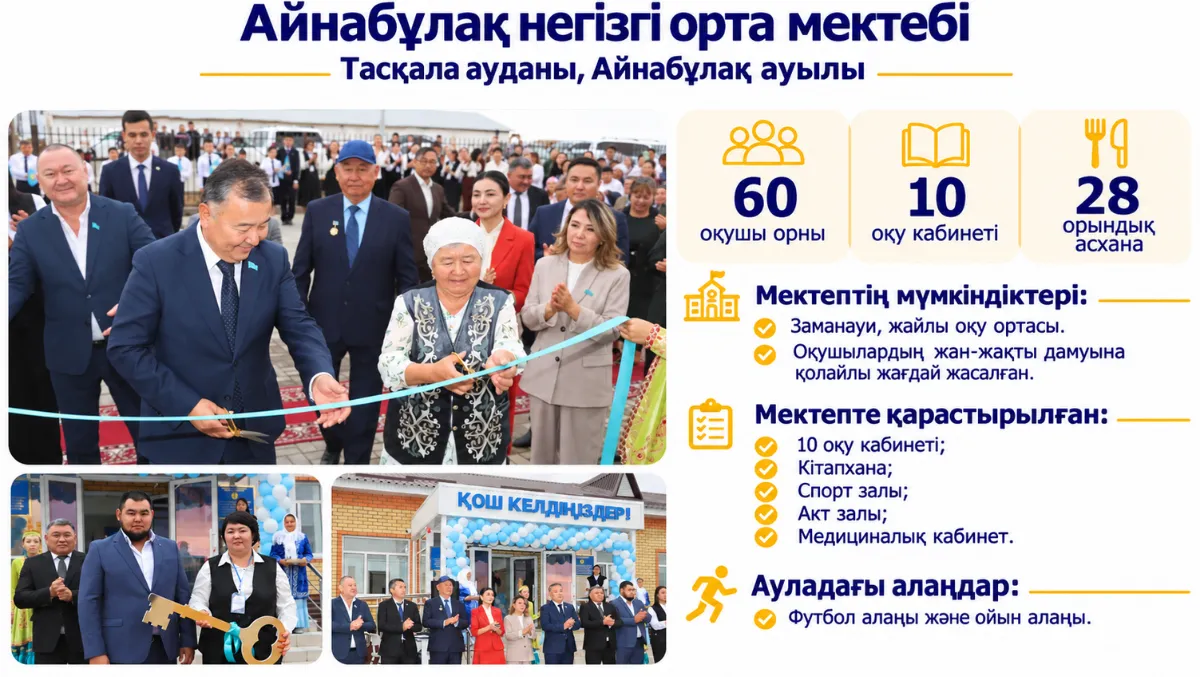 Айнабұлақ негізгі орта мектебі
Тасқала ауданы, Айнабұлақ ауылы
60
оқушы орны
10
оқу кабинеті
28
орындық
асхана
Мектептің мүмкіндіктері:
Заманауи, жайлы оқу ортасы.
Оқушылардың жан-жақты дамуына
қолайлы жағдай жасалған.
Мектепте қарастырылған:
10 оқу кабинеті;
Кітапхана;
Спорт залы;
Акт залы;
Медициналық кабинет.
Ауладағы алаңдар:
Футбол алаңы және ойын алаңы.
ҚОШ КЕЛДІҢІЗДЕР!